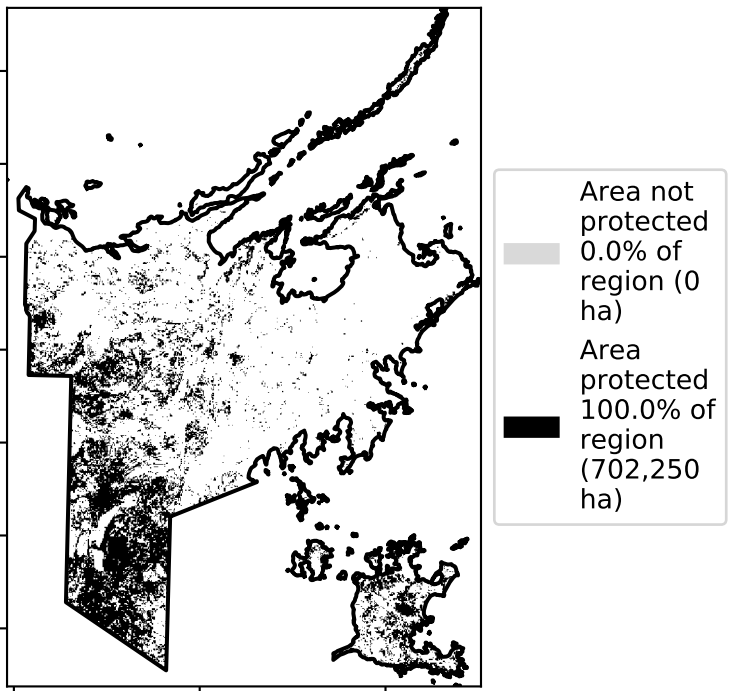 Area not
protected
0.0% of
region (0
ha)
Area
protected
100.0% of
region
(702,250
ha)